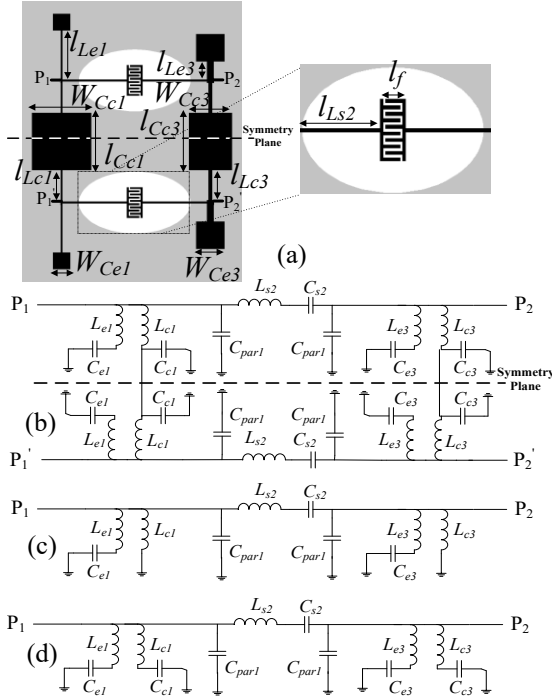 l_Le1
P_1
l_Le3
P_2
W_Cc1
W_Cc3
l_f
l_Ls2
l_Cc3
Symmetry Plane
l_Cc1
l_Lc1
l_Lc3
P_1'
P_2'
W_Ce1
W_Ce3
(a)
P_1 L_s2 C_s2 P_2
L_e1 L_c1 L_e3 L_c3
C_par1 C_par1
C_e1 C_c1 C_e3 C_c3
Symmetry Plane
C_e1 C_c1 C_par1 C_par1 C_e3 C_c3
(b)
L_e1 L_c1 L_s2 C_s2 L_e3 L_c3
P_1' P_2'
P_1 L_s2 C_s2 P_2
L_e1 L_c1 L_e3 L_c3
(c)
C_par1 C_par1
C_e1 C_e3
P_1 L_s2 C_s2 P_2
L_e1 L_c1 L_e3 L_c3
(d)
C_par1 C_par1
C_e1 C_c1 C_e3 C_c3